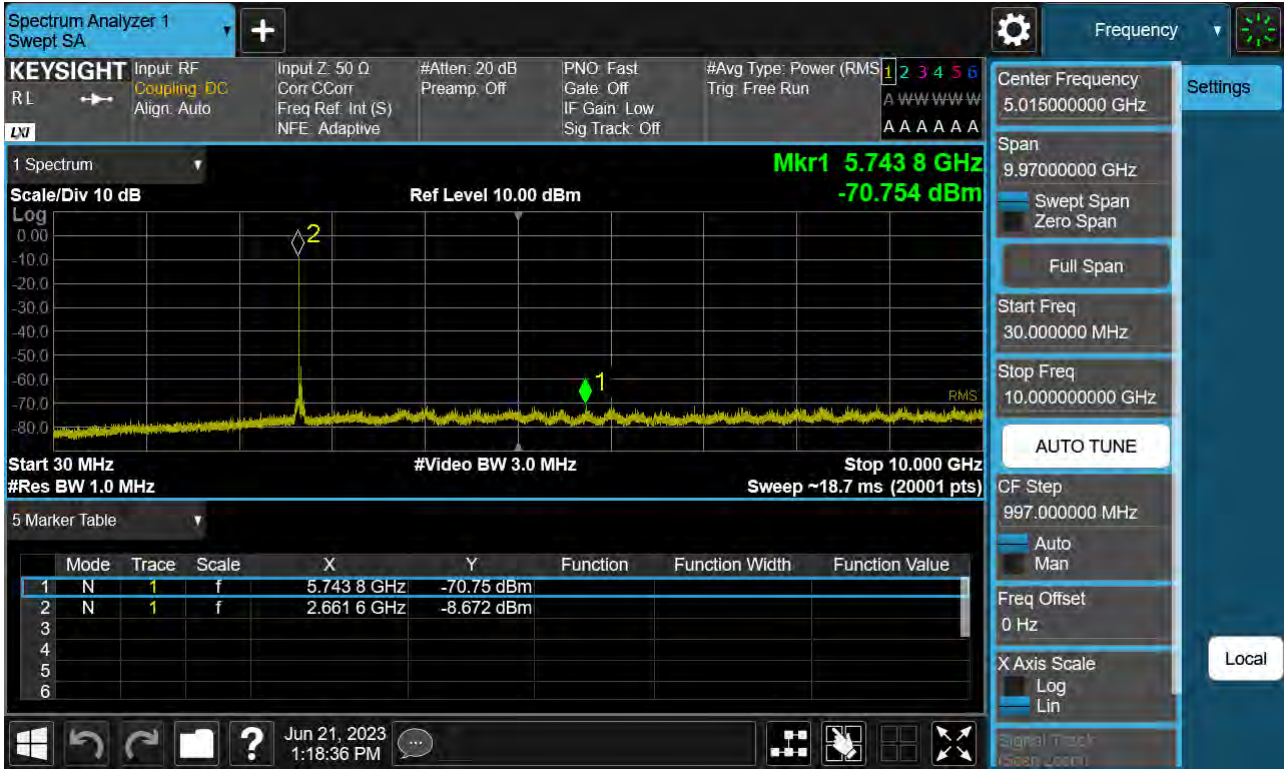 Spectrum Analyzer 1
Swept SA
+
Frequency
KEYSIGHT
RL
LXI
Input: RF
Coupling: DC
Align: Auto
Input Z: 50 Ω
Corr CCorr
Freq Ref: Int (S)
NFE: Adaptive
#Atten: 20 dB
Preamp: Off
PNO: Fast
Gate: Off
IF Gain: Low
Sig Track: Off
#Avg Type: Power (RMS
Trig: Free Run
1 2 3 4 5 6
A W W W W W
A A A A A A
1 Spectrum
Mkr1 5.743 8 GHz
-70.754 dBm
Scale/Div 10 dB
Ref Level 10.00 dBm
Log
0.00
-10.0
-20.0
-30.0
-40.0
-50.0
-60.0
-70.0
-80.0
2
1
RMS
Start 30 MHz
#Video BW 3.0 MHz
Stop 10.000 GHz
#Res BW 1.0 MHz
Sweep ~18.7 ms (20001 pts)
5 Marker Table
Mode Trace Scale X Y Function Function Width Function Value
1 N 1 f 5.743 8 GHz -70.75 dBm
2 N 1 f 2.661 6 GHz -8.672 dBm
3
4
5
6
Center Frequency
5.015000000 GHz
Span
9.97000000 GHz
Swept Span
Zero Span
Full Span
Start Freq
30.000000 MHz
Stop Freq
10.000000000 GHz
AUTO TUNE
CF Step
997.000000 MHz
Auto
Man
Freq Offset
0 Hz
X Axis Scale
Log
Lin
Signal Track
(Span Zoom)
Settings
Local
?
Jun 21, 2023
1:18:36 PM